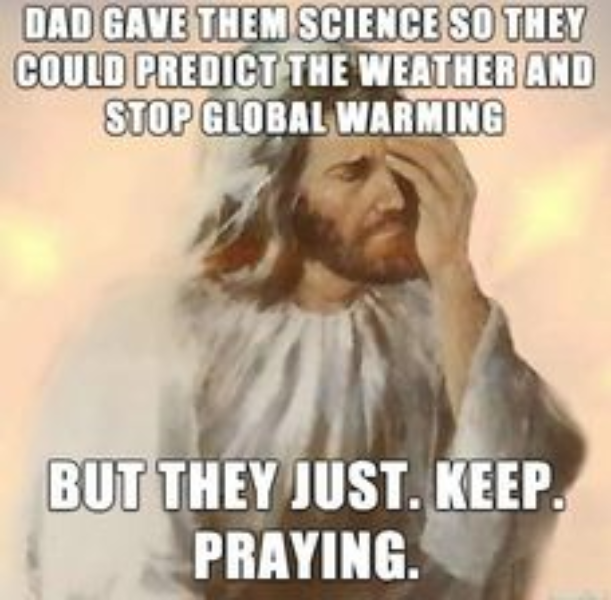 DAD GAVE THEM SCIENCE SO THEY
COULD PREDICT THE WEATHER AND
STOP GLOBAL WARMING
BUT THEY JUST. KEEP.
PRAYING.